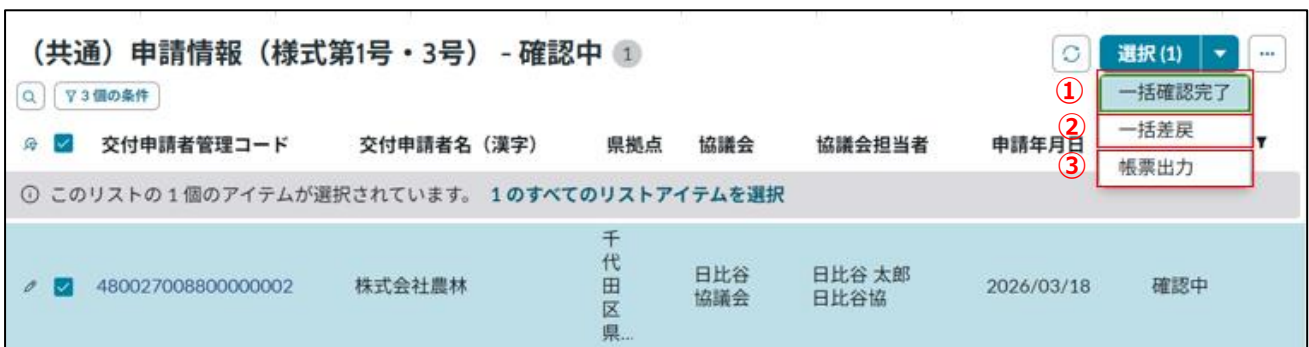 （共通）申請情報（様式第1号・3号） - 確認中 1
選択 (1)
3 個の条件
① 一括確認完了
② 一括差戻
③ 帳票出力
交付申請者管理コード 交付申請者名（漢字） 県拠点 協議会 協議会担当者 申請年月日
このリストの 1 個のアイテムが選択されています。 1 のすべてのリストアイテムを選択
480027008800000002 株式会社農林 千代田区県... 日比谷協議会 日比谷 太郎 日比谷協 2026/03/18 確認中